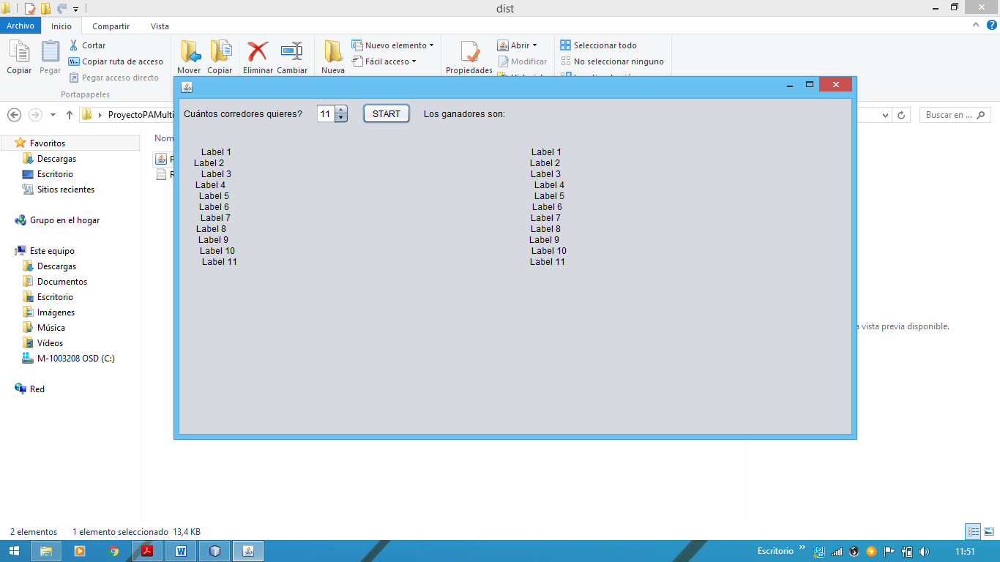 dist
Archivo Inicio Compartir Vista
Copiar Pegar Cortar Copiar ruta de acceso Pegar acceso directo
Portapapeles
Mover Copiar Eliminar Cambiar
Nueva Nuevo elemento Fácil acceso
Propiedades Abrir Modificar
Seleccionar todo
No seleccionar ninguno
ProyectoPAMulti
Buscar en ...
Favoritos
Descargas
Escritorio
Sitios recientes
Grupo en el hogar
Este equipo
Descargas
Documentos
Escritorio
Imágenes
Música
Vídeos
M-1003208 OSD (C:)
Red
Nom
P
R
Cuántos corredores quieres? 11 START Los ganadores son:
Label 1 Label 1
Label 2 Label 2
Label 3 Label 3
Label 4 Label 4
Label 5 Label 5
Label 6 Label 6
Label 7 Label 7
Label 8 Label 8
Label 9 Label 9
Label 10 Label 10
Label 11 Label 11
a vista previa disponible.
2 elementos 1 elemento seleccionado 13,4 KB
Escritorio 11:51